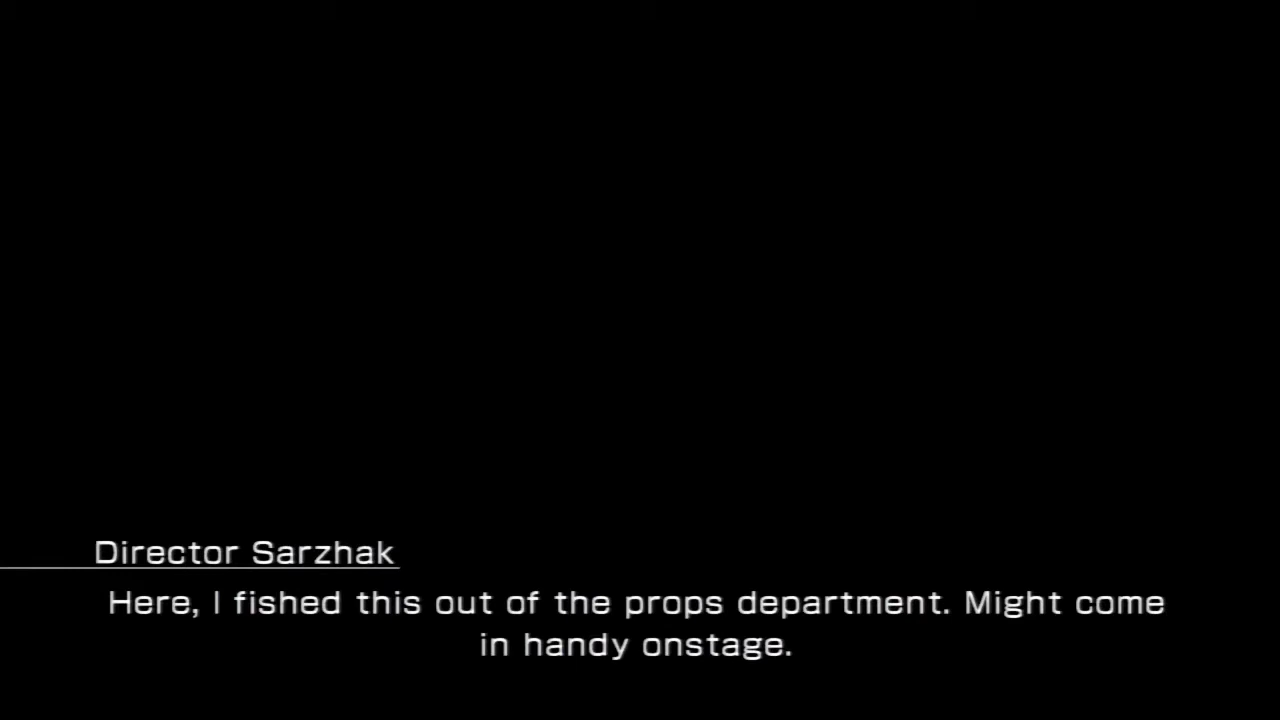 Director Sarzhak
Here, I fished this out of the props department. Might come
in handy onstage.